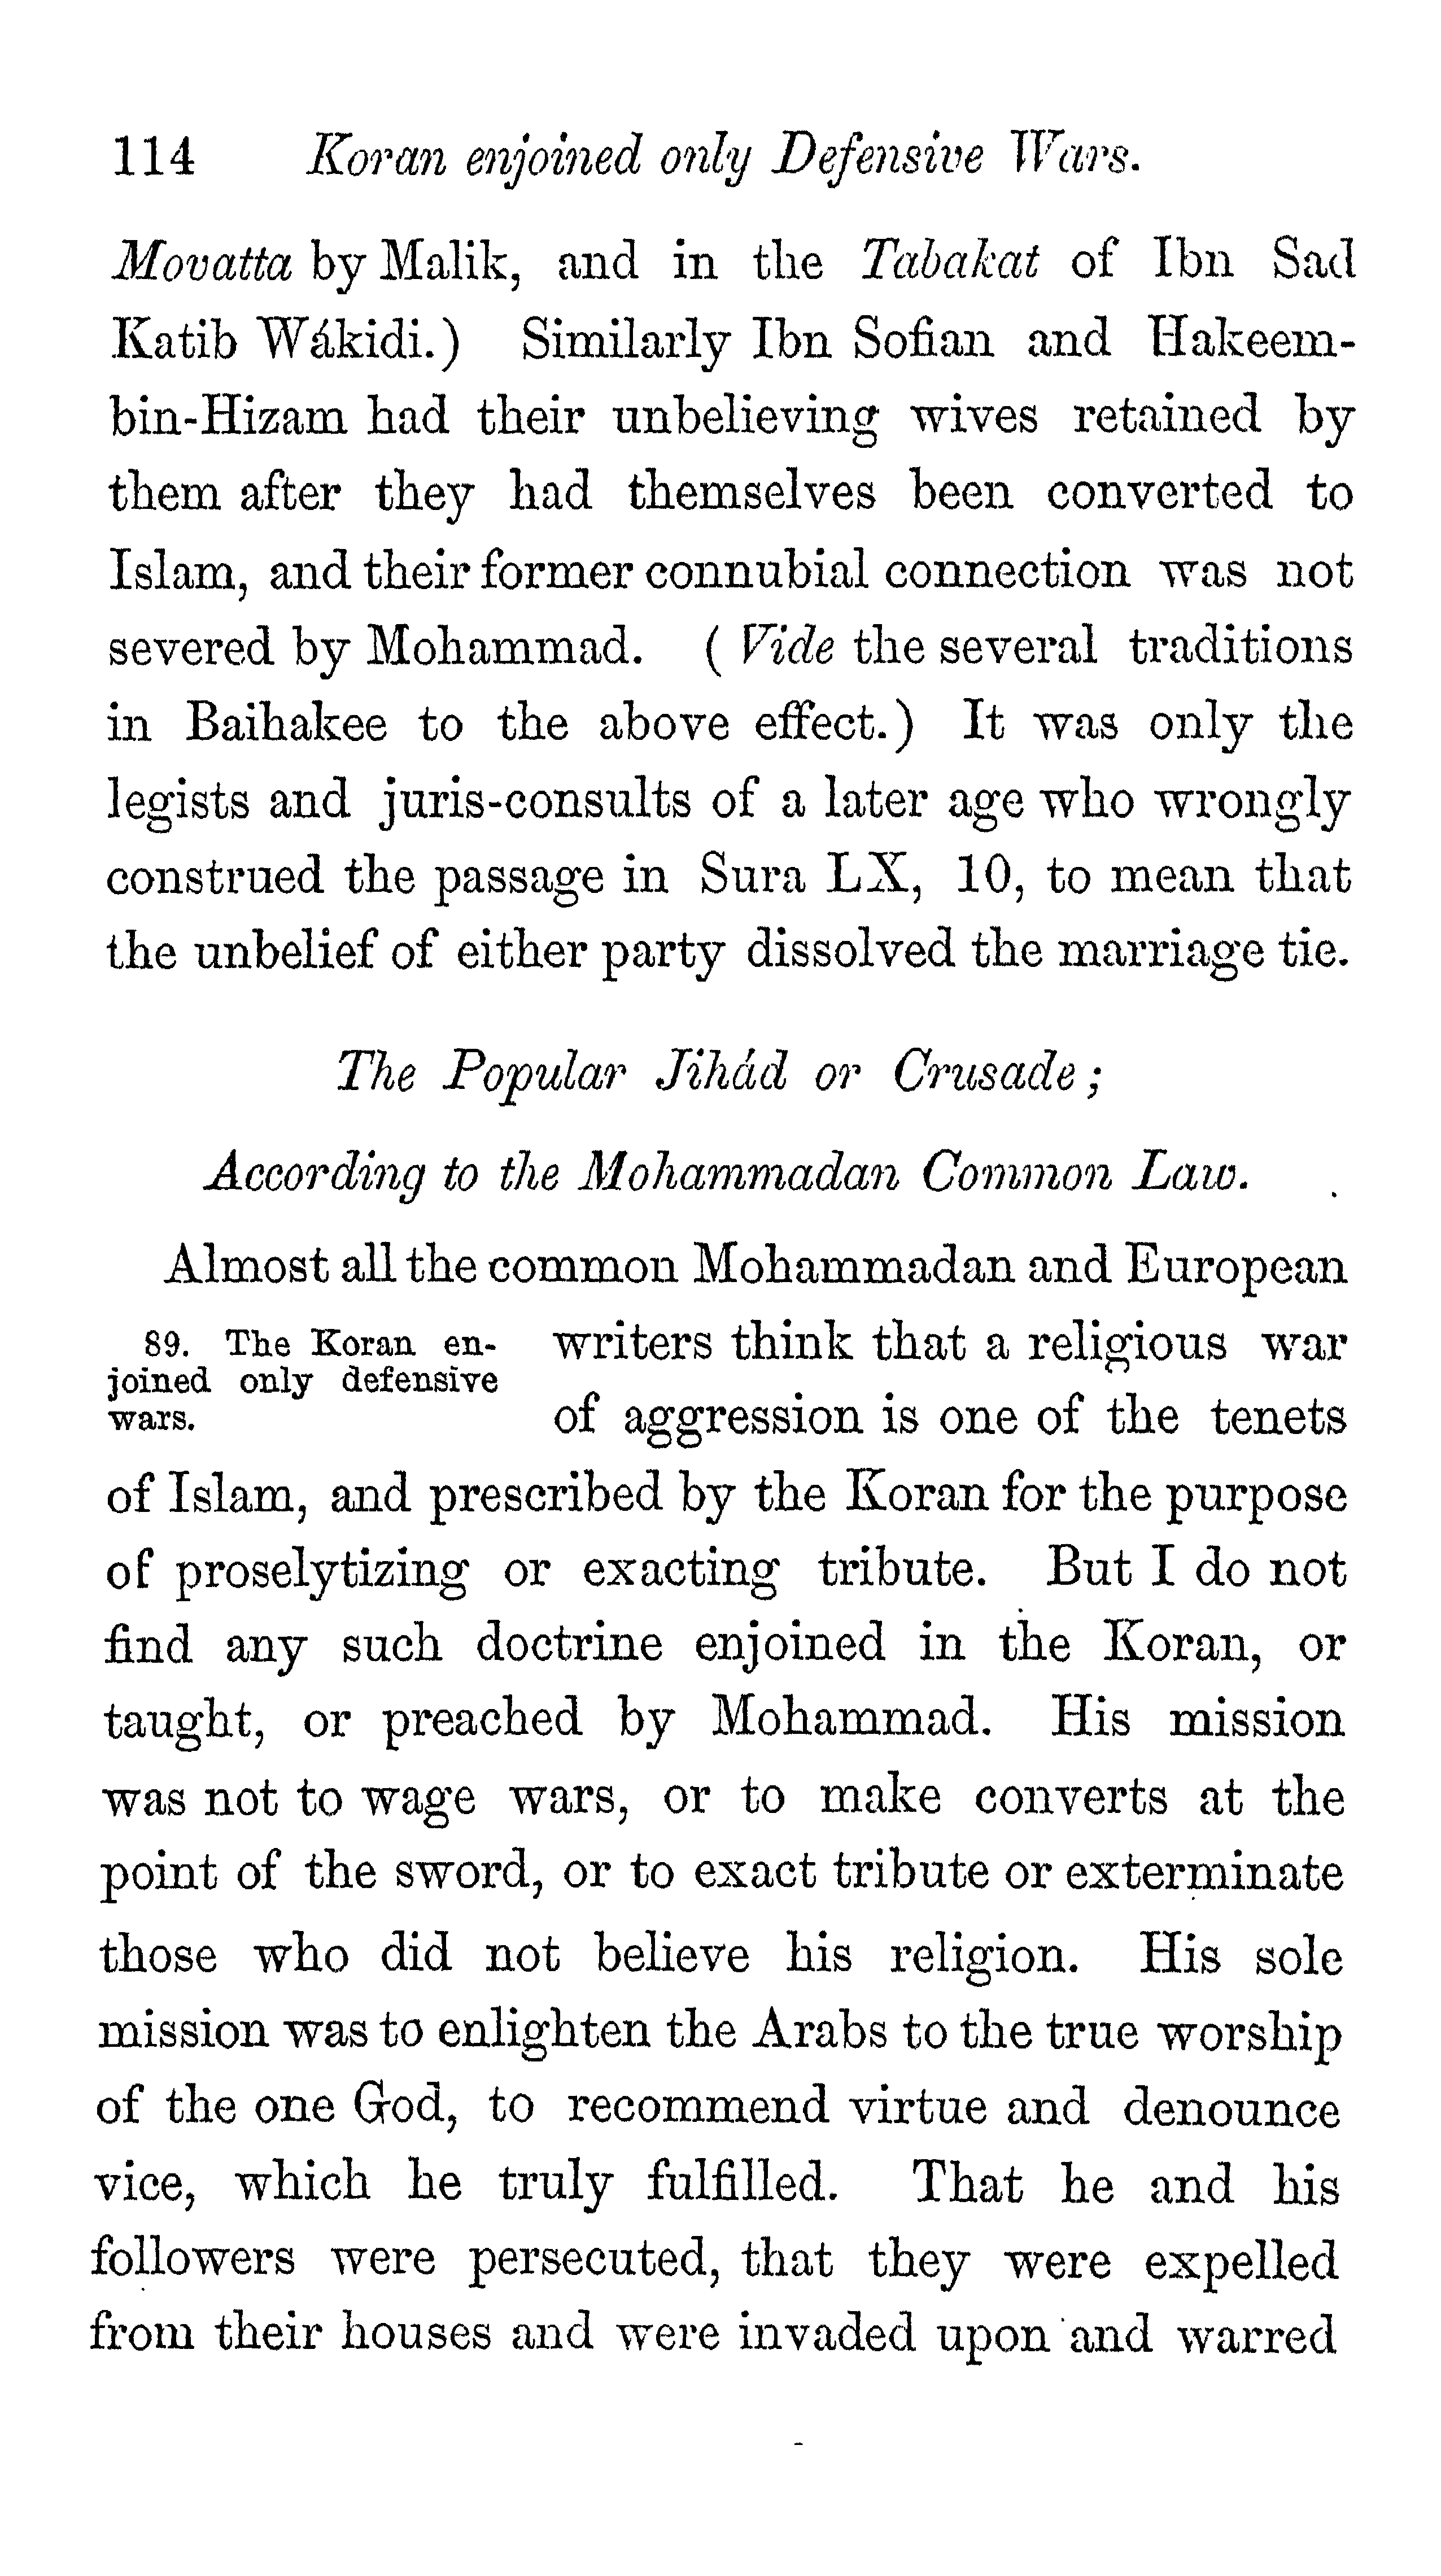 114 Koran enjoined only Defensive Wars.
Movatta by Malik, and in the Tabakat of Ibn Sad
Katib Wákidi.) Similarly Ibn Sofian and Hakeem-
bin-Hizam had their unbelieving wives retained by
them after they had themselves been converted to
Islam, and their former connubial connection was not
severed by Mohammad. (Vide the several traditions
in Baihakee to the above effect.) It was only the
legists and juris-consults of a later age who wrongly
construed the passage in Sura LX, 10, to mean that
the unbelief of either party dissolved the marriage tie.
The Popular Jihád or Crusade;
According to the Mohammadan Common Law.
Almost all the common Mohammadan and European
89. The Koran en-
joined only defensive
wars.
writers think that a religious war
of aggression is one of the tenets
of Islam, and prescribed by the Koran for the purpose
of proselytizing or exacting tribute. But I do not
find any such doctrine enjoined in the Koran, or
taught, or preached by Mohammad. His mission
was not to wage wars, or to make converts at the
point of the sword, or to exact tribute or exterminate
those who did not believe his religion. His sole
mission was to enlighten the Arabs to the true worship
of the one God, to recommend virtue and denounce
vice, which he truly fulfilled. That he and his
followers were persecuted, that they were expelled
from their houses and were invaded upon and warred